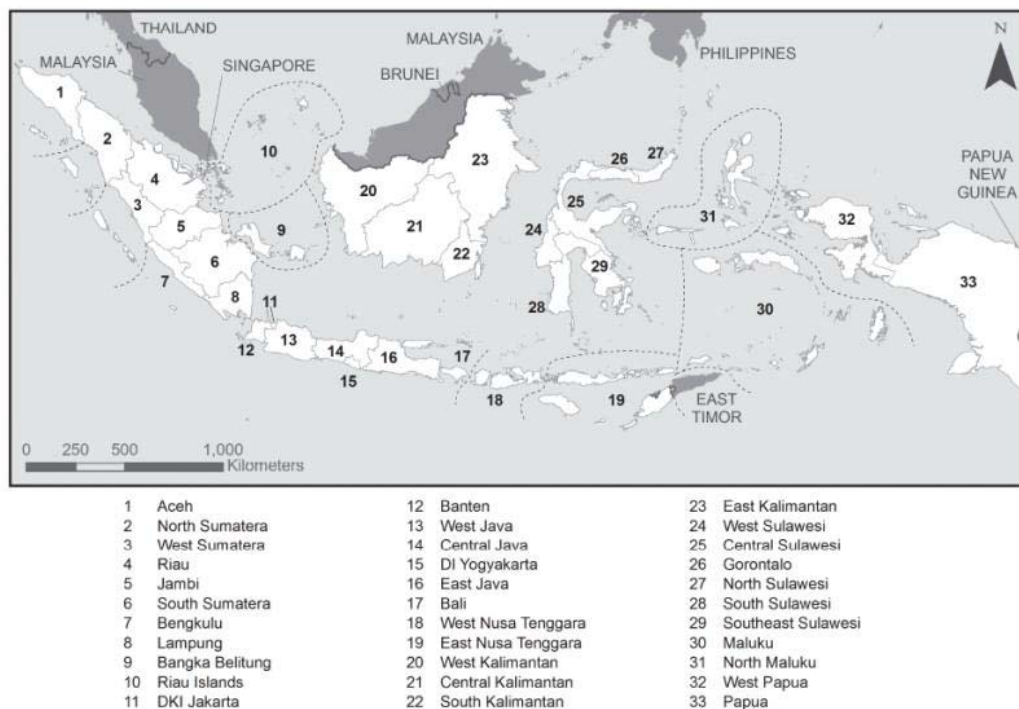 THAILAND
MALAYSIA
SINGAPORE
MALAYSIA
BRUNEI
PHILIPPINES
N
PAPUA
NEW
GUINEA
1
2
3
4
5
6
7
8
9
10
11
12
13
14
15
16
17
18
19
20
21
22
23
24
25
26
27
28
29
30
31
32
33
EAST
TIMOR
0 250 500 1,000
Kilometers
1 Aceh
2 North Sumatera
3 West Sumatera
4 Riau
5 Jambi
6 South Sumatera
7 Bengkulu
8 Lampung
9 Bangka Belitung
10 Riau Islands
11 DKI Jakarta
12 Banten
13 West Java
14 Central Java
15 DI Yogyakarta
16 East Java
17 Bali
18 West Nusa Tenggara
19 East Nusa Tenggara
20 West Kalimantan
21 Central Kalimantan
22 South Kalimantan
23 East Kalimantan
24 West Sulawesi
25 Central Sulawesi
26 Gorontalo
27 North Sulawesi
28 South Sulawesi
29 Southeast Sulawesi
30 Maluku
31 North Maluku
32 West Papua
33 Papua